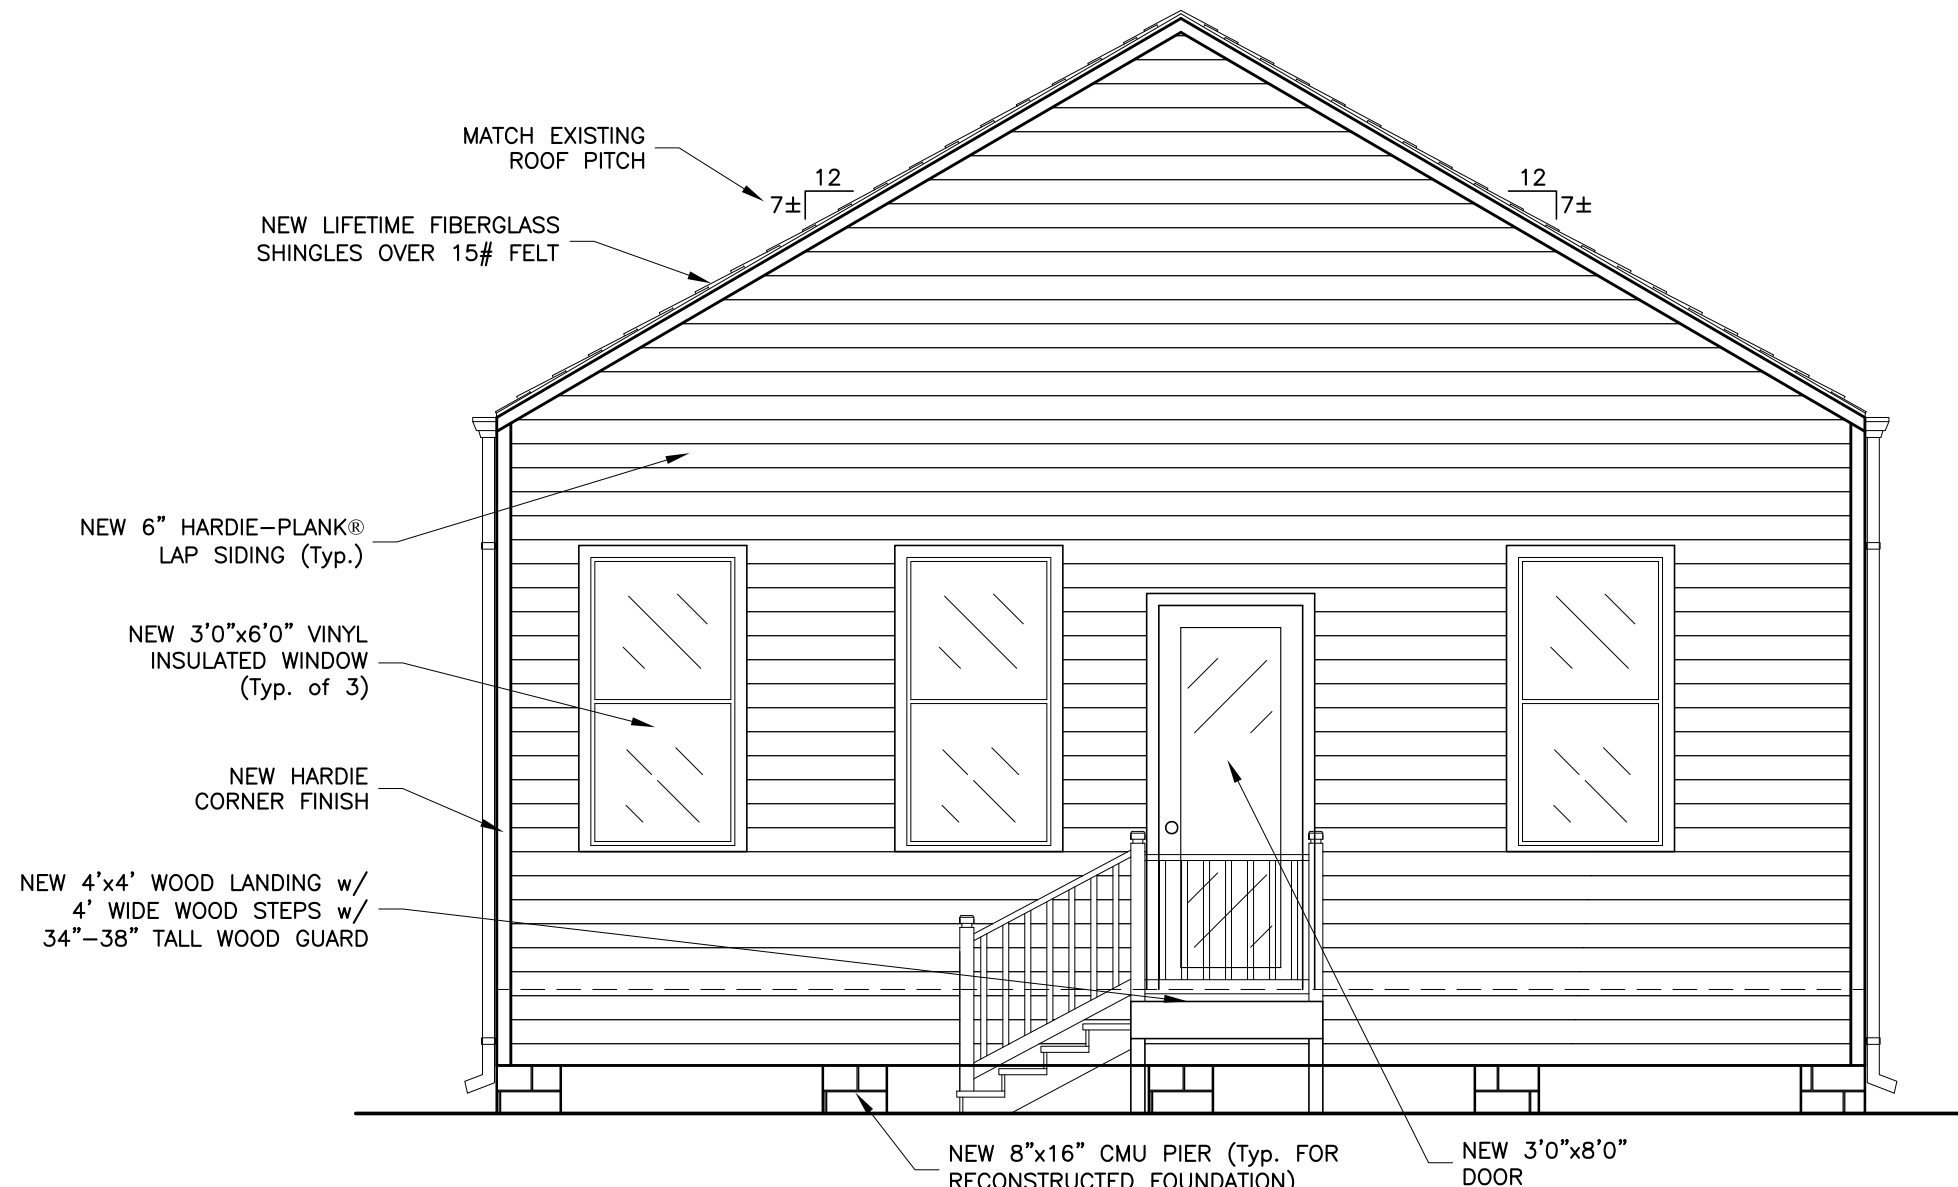 MATCH EXISTING
ROOF PITCH
12
7±
12
7±
NEW LIFETIME FIBERGLASS
SHINGLES OVER 15# FELT
NEW 6” HARDIE–PLANK®
LAP SIDING (Typ.)
NEW 3’0”x6’0” VINYL
INSULATED WINDOW
(Typ. of 3)
NEW HARDIE
CORNER FINISH
NEW 4’x4’ WOOD LANDING w/
4’ WIDE WOOD STEPS w/
34”–38” TALL WOOD GUARD
NEW 8”x16” CMU PIER (Typ. FOR
RECONSTRUCTED FOUNDATION)
NEW 3’0”x8’0”
DOOR